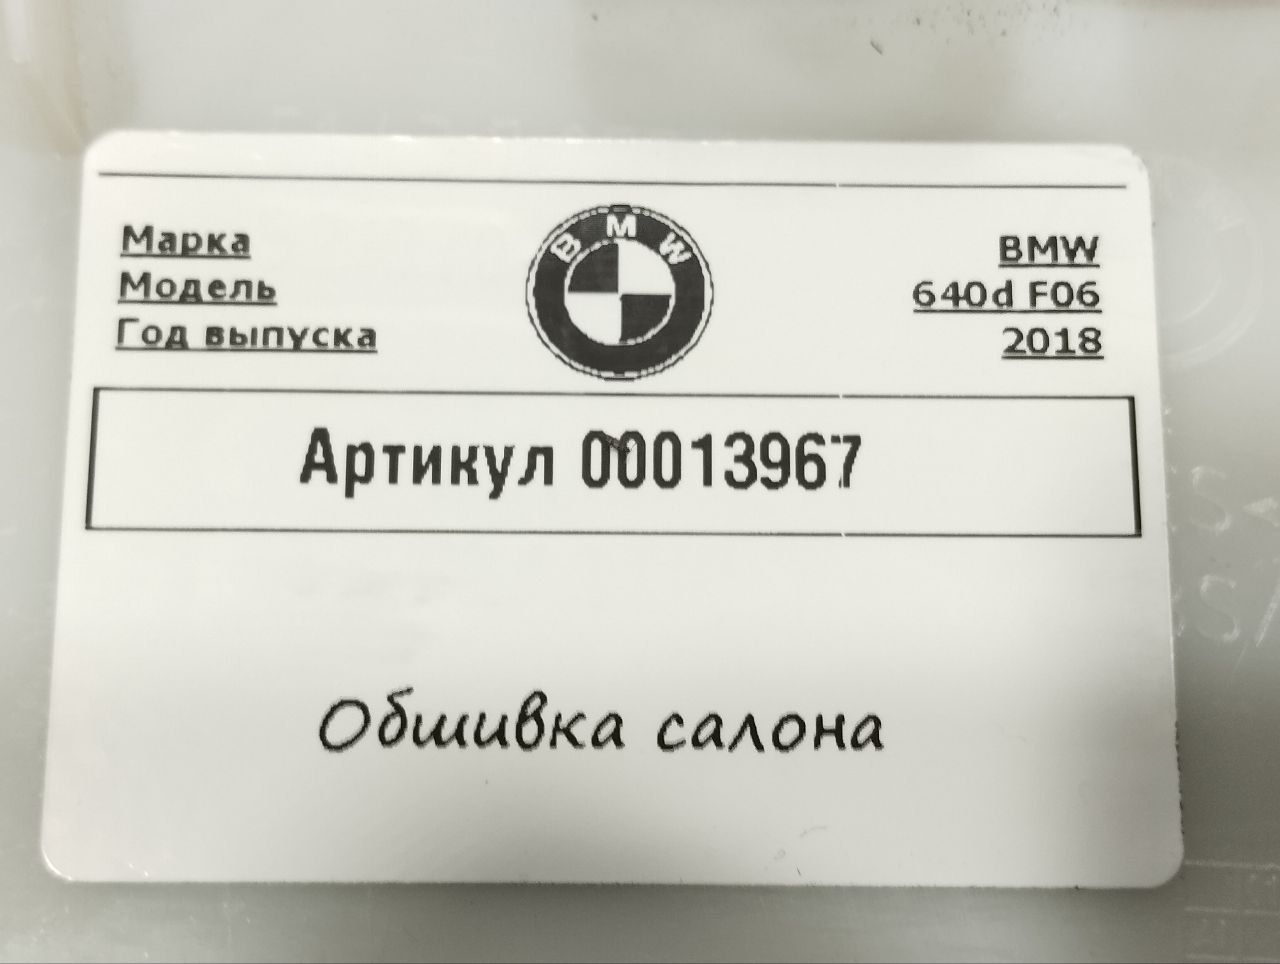 Марка BMW
Модель 640d F06
Год выпуска 2018
BMW
Артикул 00013967
Обшивка салона